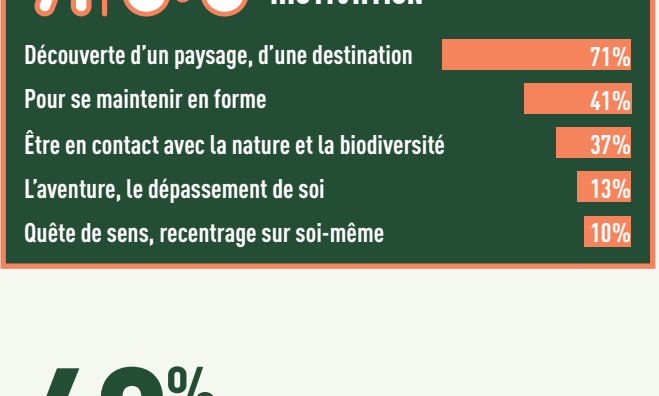 Découverte d'un paysage, d'une destination 71%
Pour se maintenir en forme 41%
Être en contact avec la nature et la biodiversité 37%
L'aventure, le dépassement de soi 13%
Quête de sens, recentrage sur soi-même 10%
%